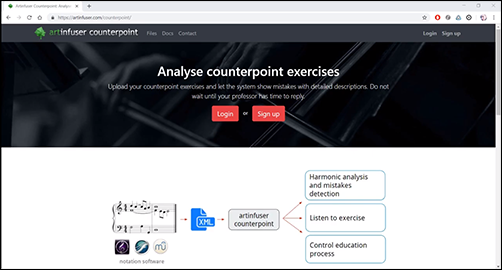 Artinfuser Counterpoint: Analy
https://artinfuser.com/counterpoint/
artinfuser counterpoint
Files Docs Contact
Login Sign up
Analyse counterpoint exercises
Upload your counterpoint exercises and let the system show mistakes with detailed descriptions. Do not
wait until your professor has time to reply.
Login or Sign up
Harmonic analysis
and mistakes
detection
XML
artinfuser
counterpoint
Listen to exercise
Control education
process
notation software